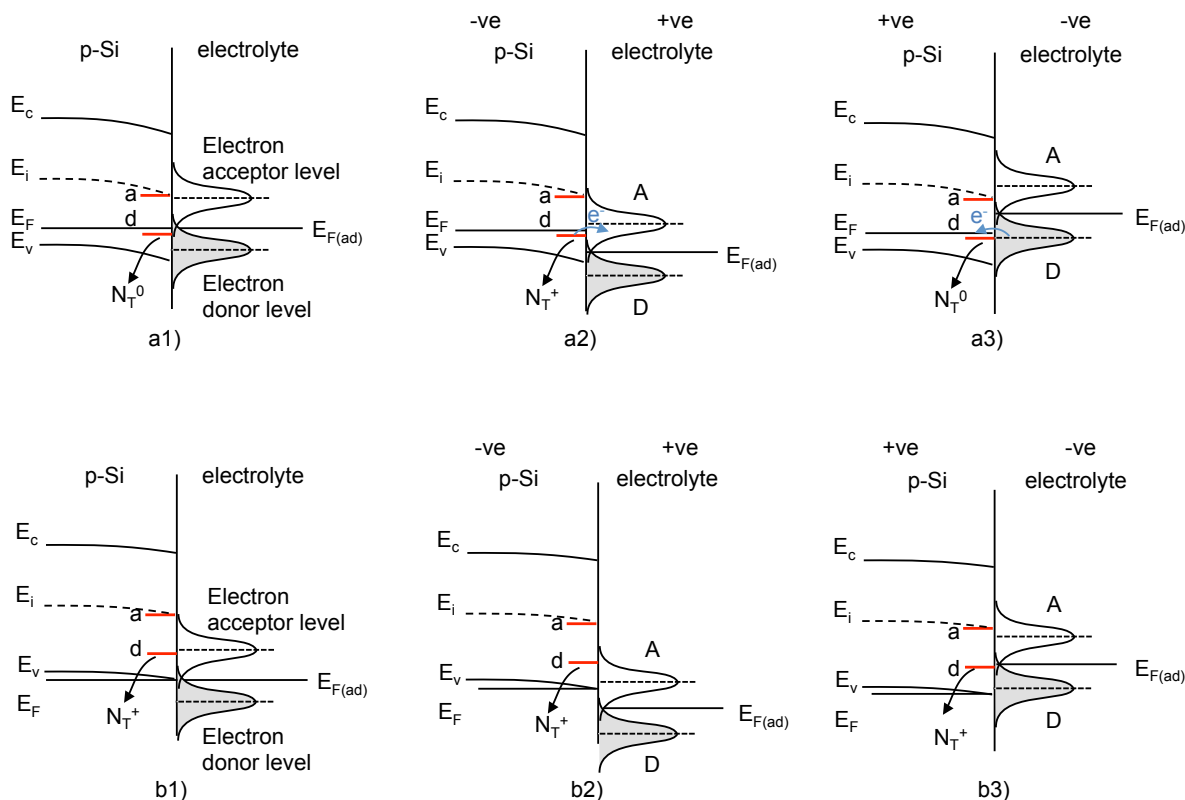 -ve +ve
+ve -ve
p-Si electrolyte
p-Si electrolyte
p-Si electrolyte
E_c
Electron
acceptor level
E_i
a
E_F
d
E_v
E_F(ad)
N_T^0
Electron
donor level
a1)
E_c
E_i
a
A
E_F
d
e^-
E_v
E_F(ad)
N_T^+
D
a2)
E_c
E_i
a
A
E_F
d
e^-
E_v
E_F(ad)
N_T^0
D
a3)
-ve +ve
+ve -ve
p-Si electrolyte
p-Si electrolyte
p-Si electrolyte
E_c
E_i
a
Electron
acceptor level
d
E_v
E_F
E_F(ad)
N_T^+
Electron
donor level
b1)
E_c
E_i
a
d
A
E_v
E_F
E_F(ad)
N_T^+
D
b2)
E_c
E_i
a
A
d
E_v
E_F
E_F(ad)
N_T^+
D
b3)